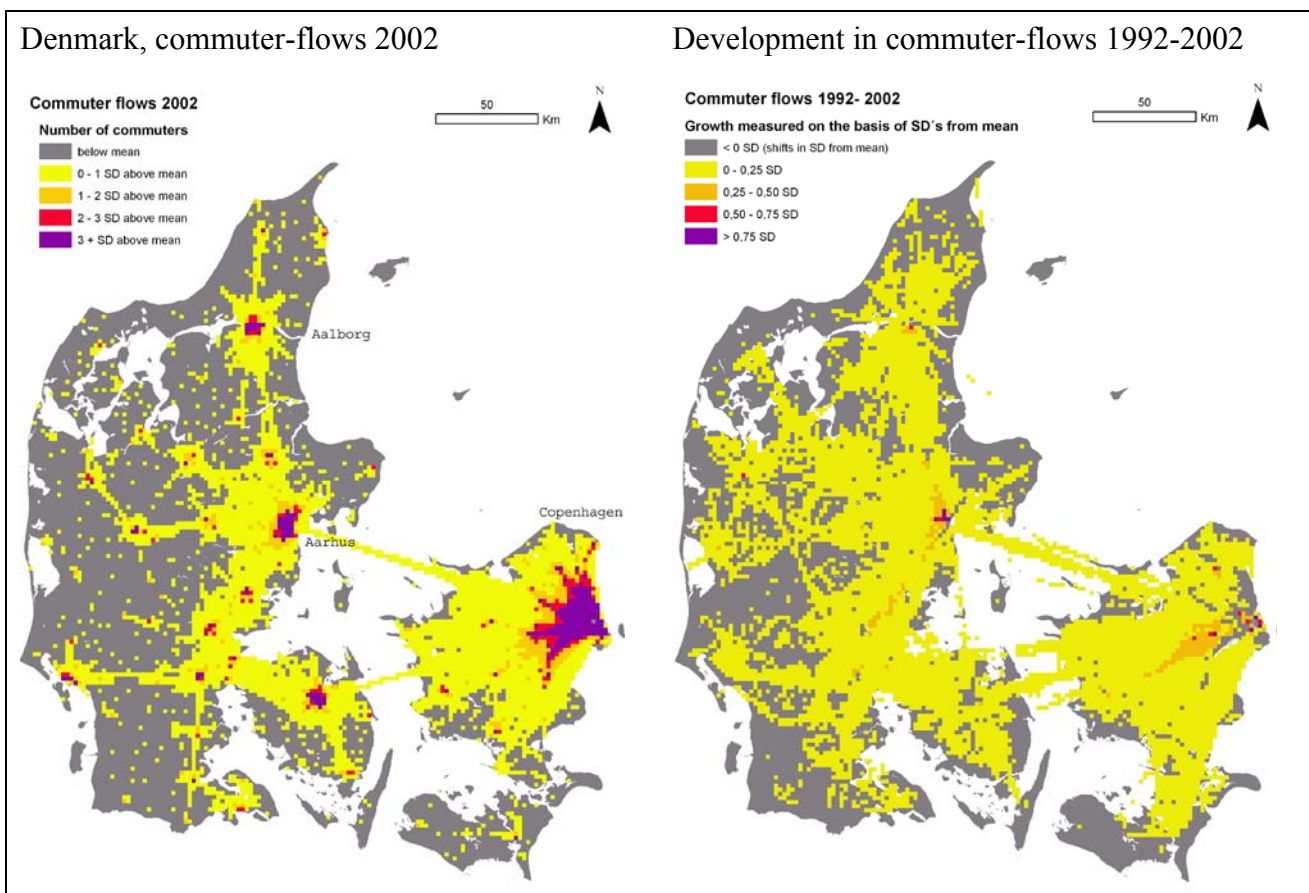 Denmark, commuter-flows 2002
Commuter flows 2002
Number of commuters
below mean
0 - 1 SD above mean
1 - 2 SD above mean
2 - 3 SD above mean
3 + SD above mean
50
Km
N
Aalborg
Aarhus
Copenhagen
Development in commuter-flows 1992-2002
Commuter flows 1992- 2002
Growth measured on the basis of SD´s from mean
< 0 SD (shifts in SD from mean)
0 - 0,25 SD
0,25 - 0,50 SD
0,50 - 0,75 SD
> 0,75 SD
50
Km
N